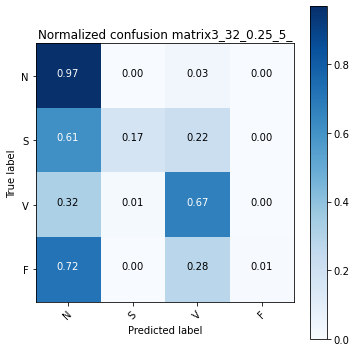 Normalized confusion matrix3_32_0.25_5_
True label
N 0.97 0.00 0.03 0.00
S 0.61 0.17 0.22 0.00
V 0.32 0.01 0.67 0.00
F 0.72 0.00 0.28 0.01
N S V F
Predicted label
0.8
0.6
0.4
0.2
0.0